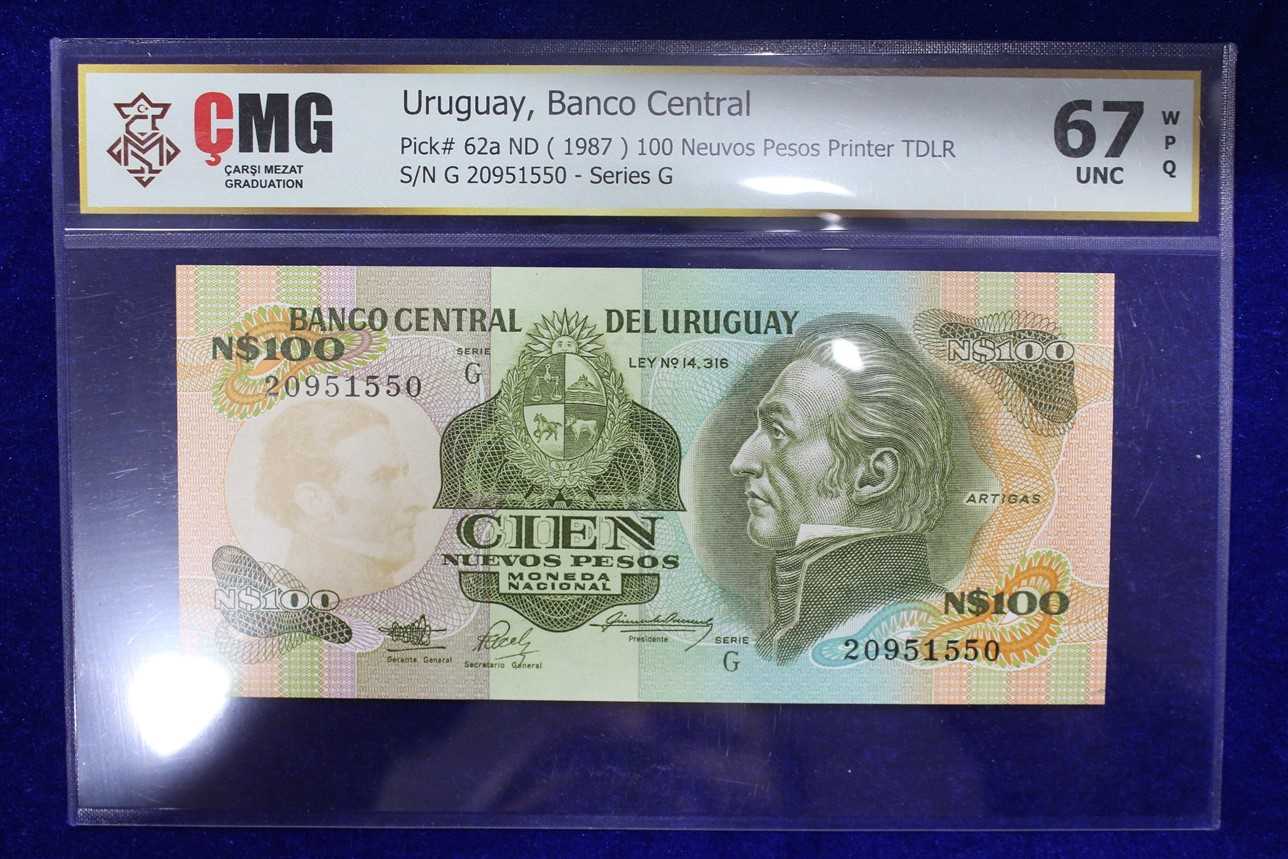 ÇMG
ÇARŞI MEZAT
GRADUATION
Uruguay, Banco Central
Pick# 62a ND ( 1987 ) 100 Neuvos Pesos Printer TDLR
S/N G 20951550 - Series G
67
UNC
WPQ
BANCO CENTRAL DEL URUGUAY
N$100
SERIE
G
20951550
LEY Nº 14.316
N$100
ARTIGAS
CIEN
NUEVOS PESOS
MONEDA
NACIONAL
N$100
N$100
Gerente General
Secretario General
Presidente
SERIE
G
20951550